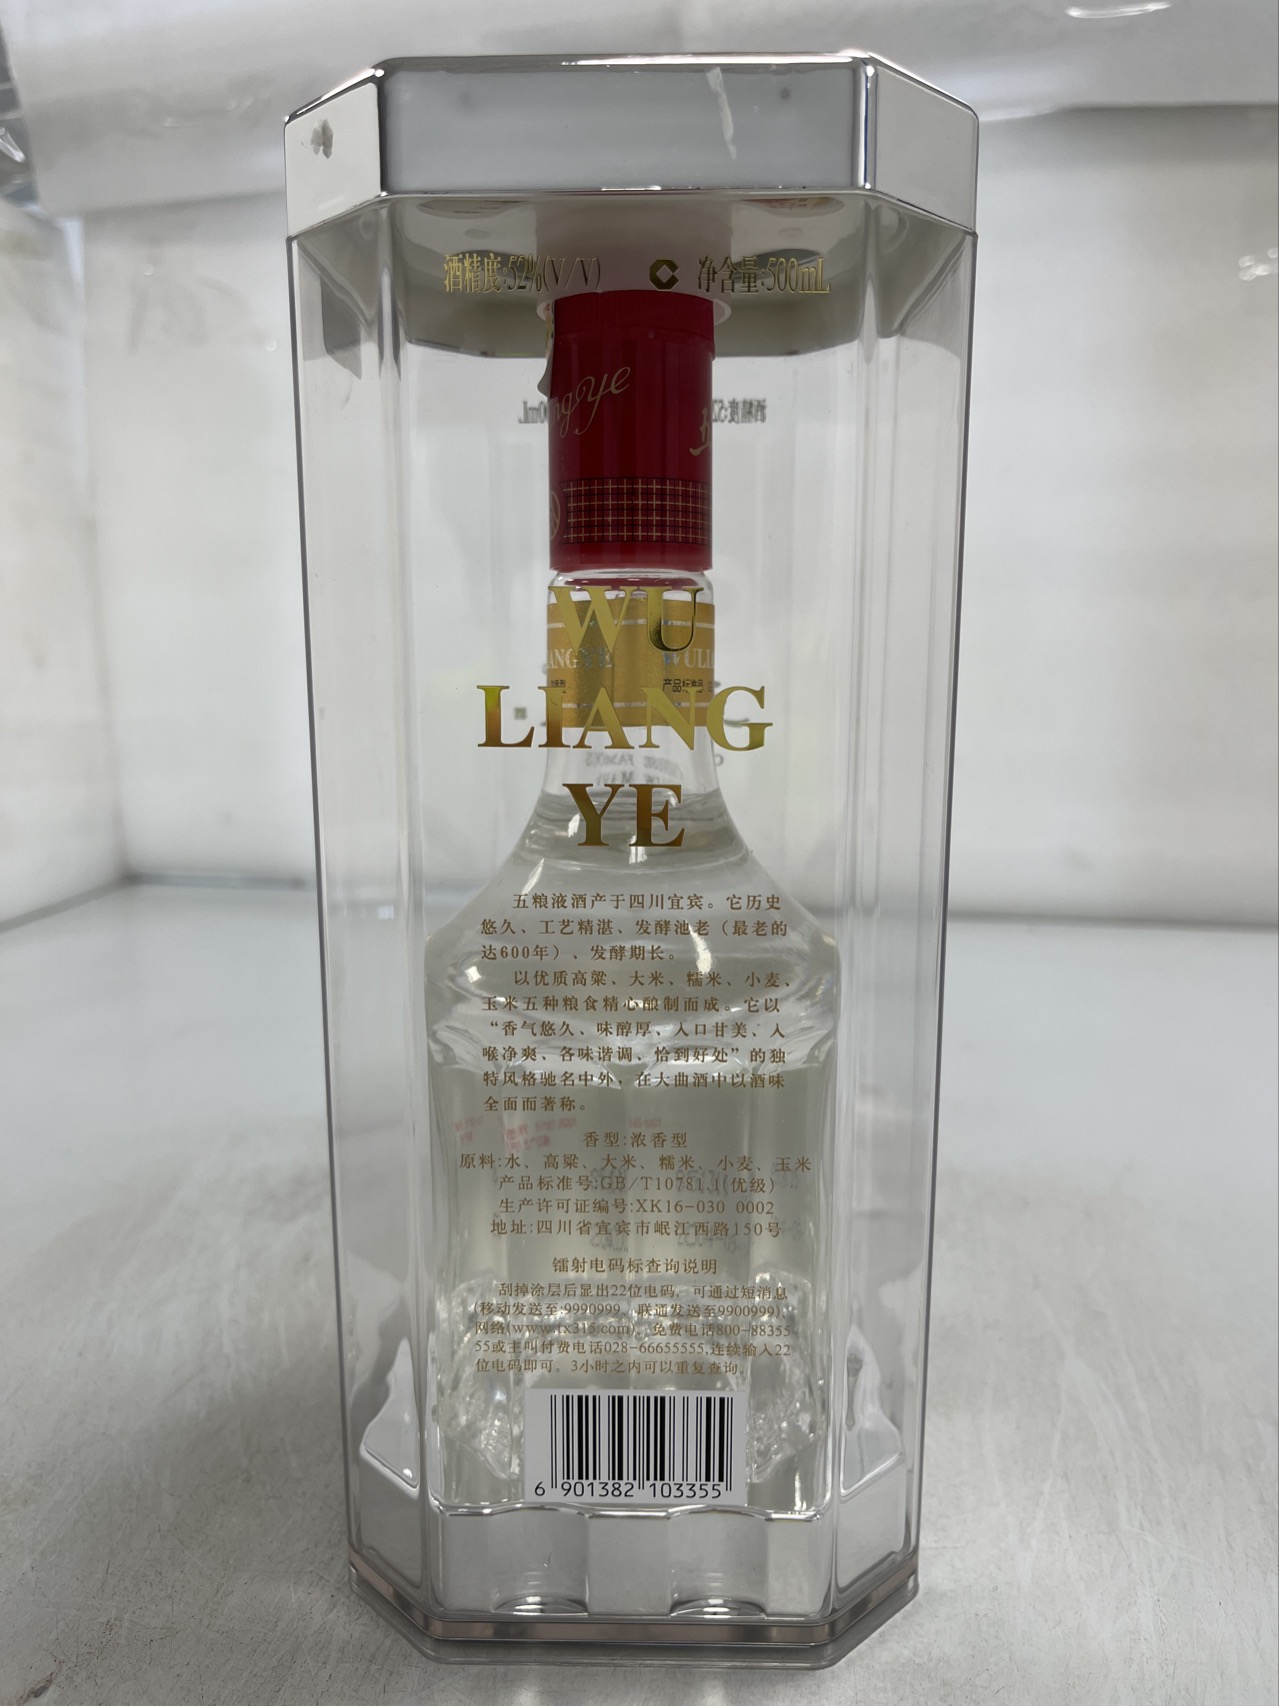 酒精度:52%(V/V) 净含量:500mL
ngye
WU
LIANG
YE
WULI
产品标准号
五粮液酒产于四川宜宾。它历史
悠久、工艺精湛、发酵池老（最老的
达600年）、发酵期长。
以优质高粱、大米、糯米、小麦、
玉米五种粮食精心酿制而成。它以
“香气悠久、味醇厚、入口甘美、入
喉净爽、各味谐调、恰到好处”的独
特风格驰名中外，在大曲酒中以酒味
全面而著称。
香型:浓香型
原料:水、高粱、大米、糯米、小麦、玉米
产品标准号:GB/T10781.1(优级)
生产许可证编号:XK16-030 0002
地址:四川省宜宾市岷江西路150号
镭射电码标查询说明
刮掉涂层后显出22位电码，可通过短消息
(移动发送至:9990999、联通发送至9900999)、
网络(www.tx315.com)、免费电话800-88355
55或主叫付费电话028-66655555,连续输入22
位电码即可。3小时之内可以重复查询。
6 901382 103355